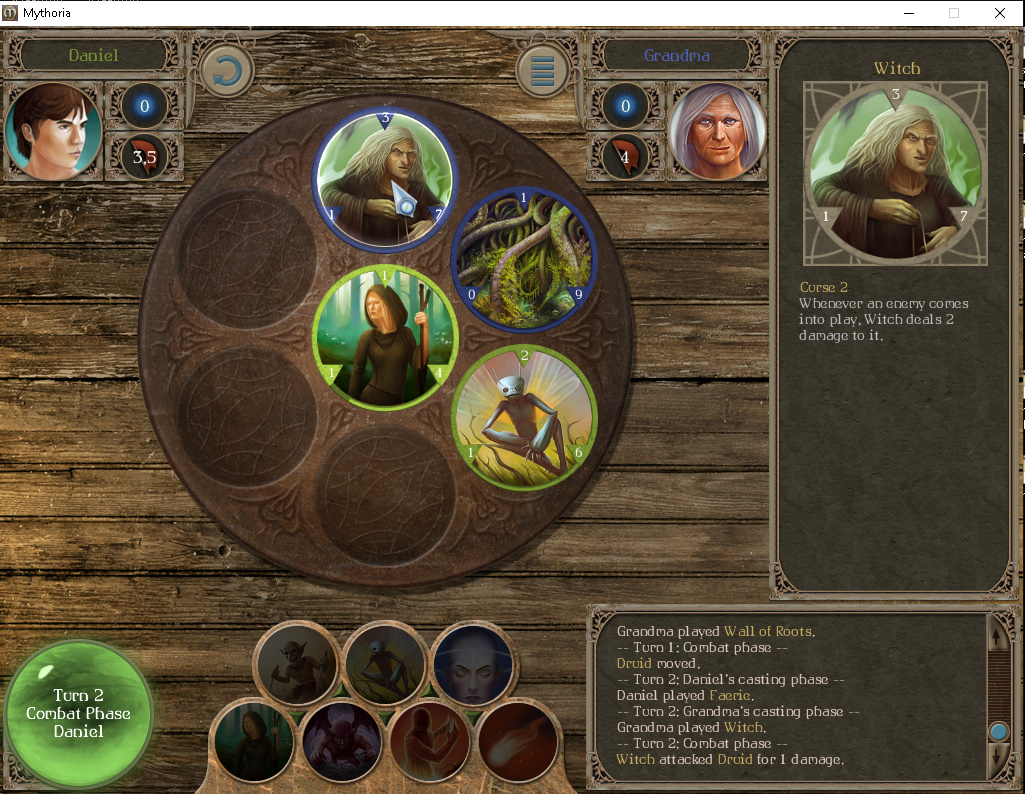 Mythoria
Daniel
Grandma
Witch
0
3,5
0
4
3
1
7
1
0
9
1
1
4
2
1
6
3
1
7
Curse 2
Whenever an enemy comes
into play, Witch deals 2
damage to it.
Turn 2
Combat Phase
Daniel
Grandma played Wall of Roots.
-- Turn 1: Combat phase --
Druid moved.
-- Turn 2: Daniel's casting phase --
Daniel played Faerie.
-- Turn 2: Grandma's casting phase --
Grandma played Witch.
-- Turn 2: Combat phase --
Witch attacked Druid for 1 damage.